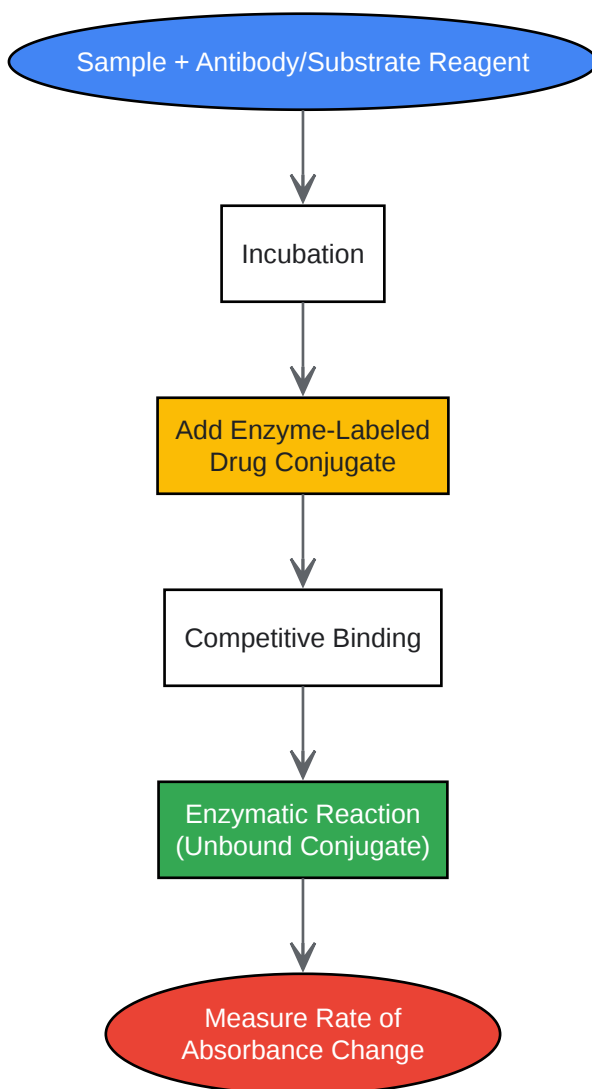 Sample + Antibody/Substrate Reagent
Incubation
Add Enzyme-Labeled
Drug Conjugate
Competitive Binding
Enzymatic Reaction
(Unbound Conjugate)
Measure Rate of
Absorbance Change